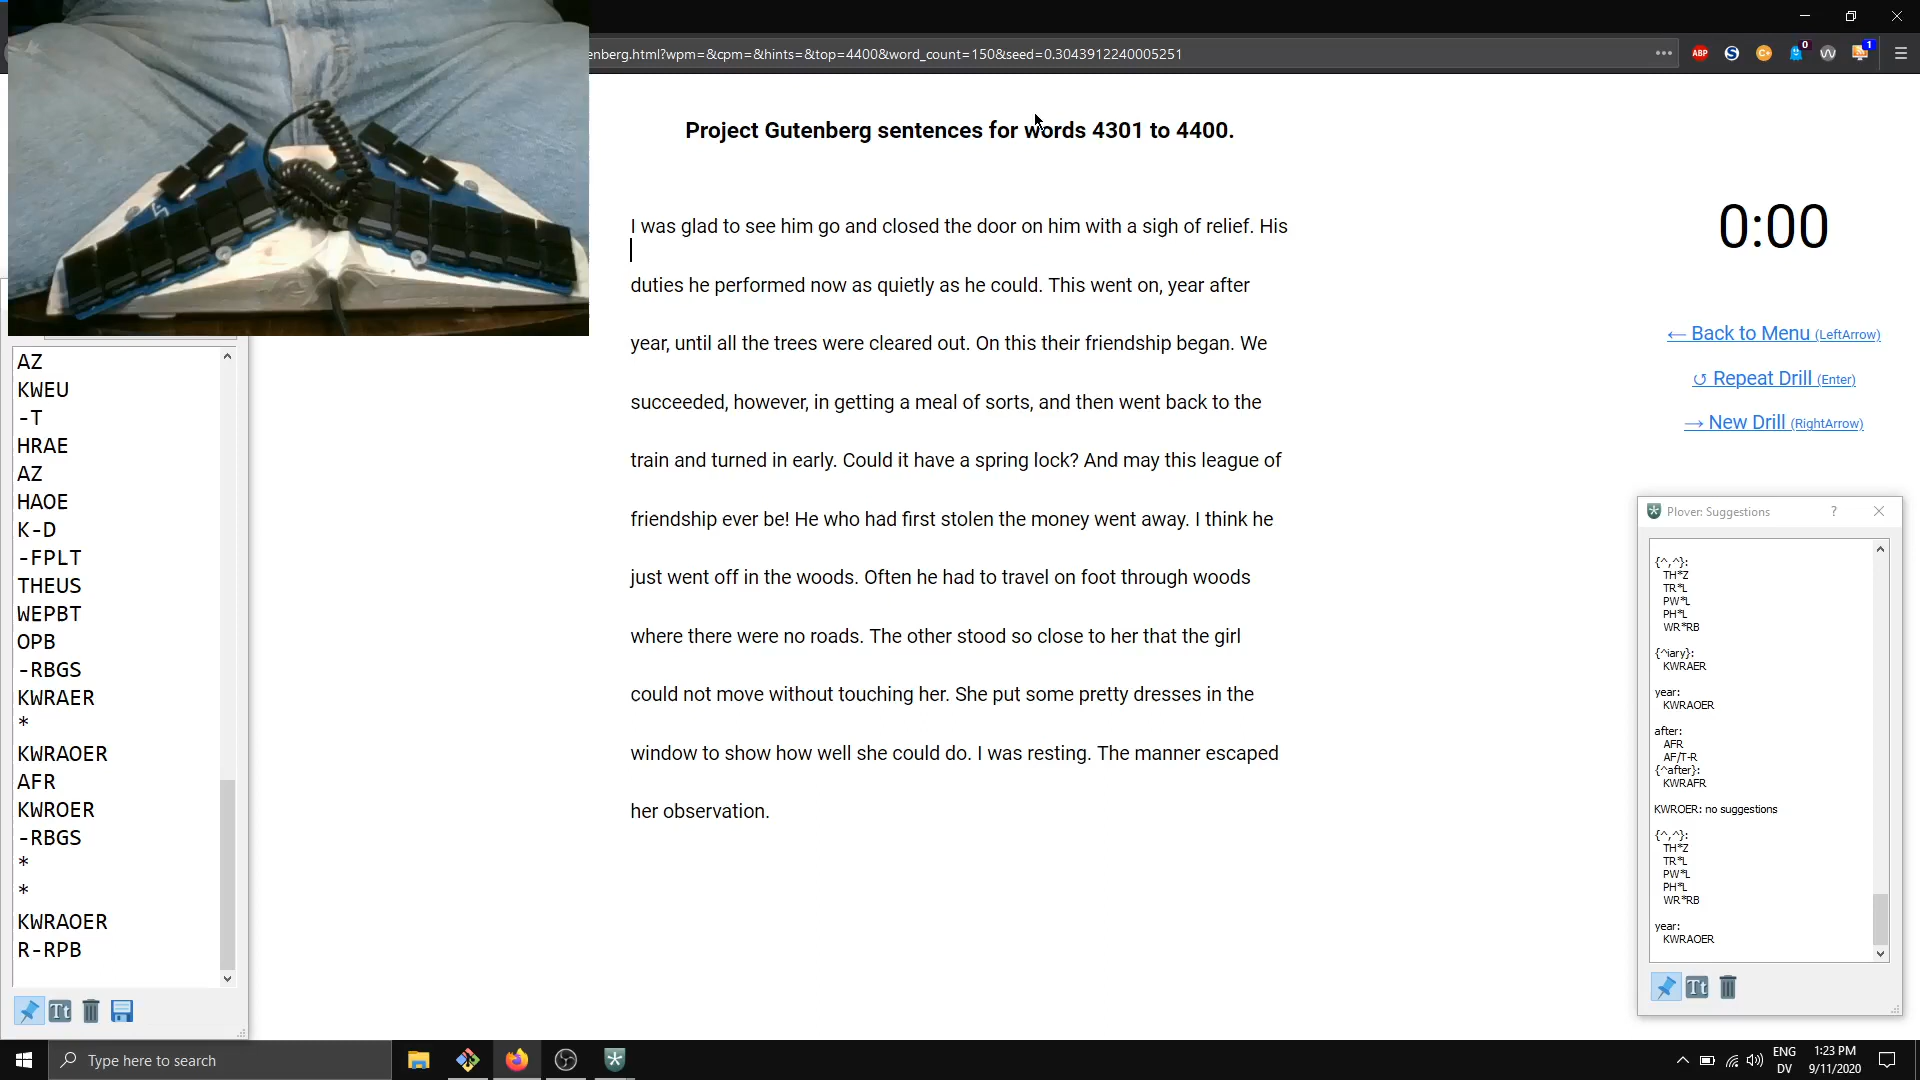 enberg.html?wpm=&cpm=&hints=&top=4400&word_count=150&seed=0.3043912240005251
ABP
0
1
Project Gutenberg sentences for words 4301 to 4400.
I was glad to see him go and closed the door on him with a sigh of relief. His
duties he performed now as quietly as he could. This went on, year after
year, until all the trees were cleared out. On this their friendship began. We
succeeded, however, in getting a meal of sorts, and then went back to the
train and turned in early. Could it have a spring lock? And may this league of
friendship ever be! He who had first stolen the money went away. I think he
just went off in the woods. Often he had to travel on foot through woods
where there were no roads. The other stood so close to her that the girl
could not move without touching her. She put some pretty dresses in the
window to show how well she could do. I was resting. The manner escaped
her observation.
0:00
← Back to Menu (LeftArrow)
↺ Repeat Drill (Enter)
→ New Drill (RightArrow)
AZ
KWEU
-T
HRAE
AZ
HAOE
K-D
-FPLT
THEUS
WEPBT
OPB
-RBGS
KWRAER
*
KWRAOER
AFR
KWROER
-RBGS
*
*
KWRAOER
R-RPB
Tt
Plover: Suggestions
?
{^,^}:
TH*Z
TR*L
PW*L
PH*L
WR*RB
{^iary}:
KWRAER
year:
KWRAOER
after:
AFR
AF/T-R
{^after}:
KWRAFR
KWROER: no suggestions
{^,^}:
TH*Z
TR*L
PW*L
PH*L
WR*RB
year:
KWRAOER
Tt
Type here to search
ENG
DV
1:23 PM
9/11/2020